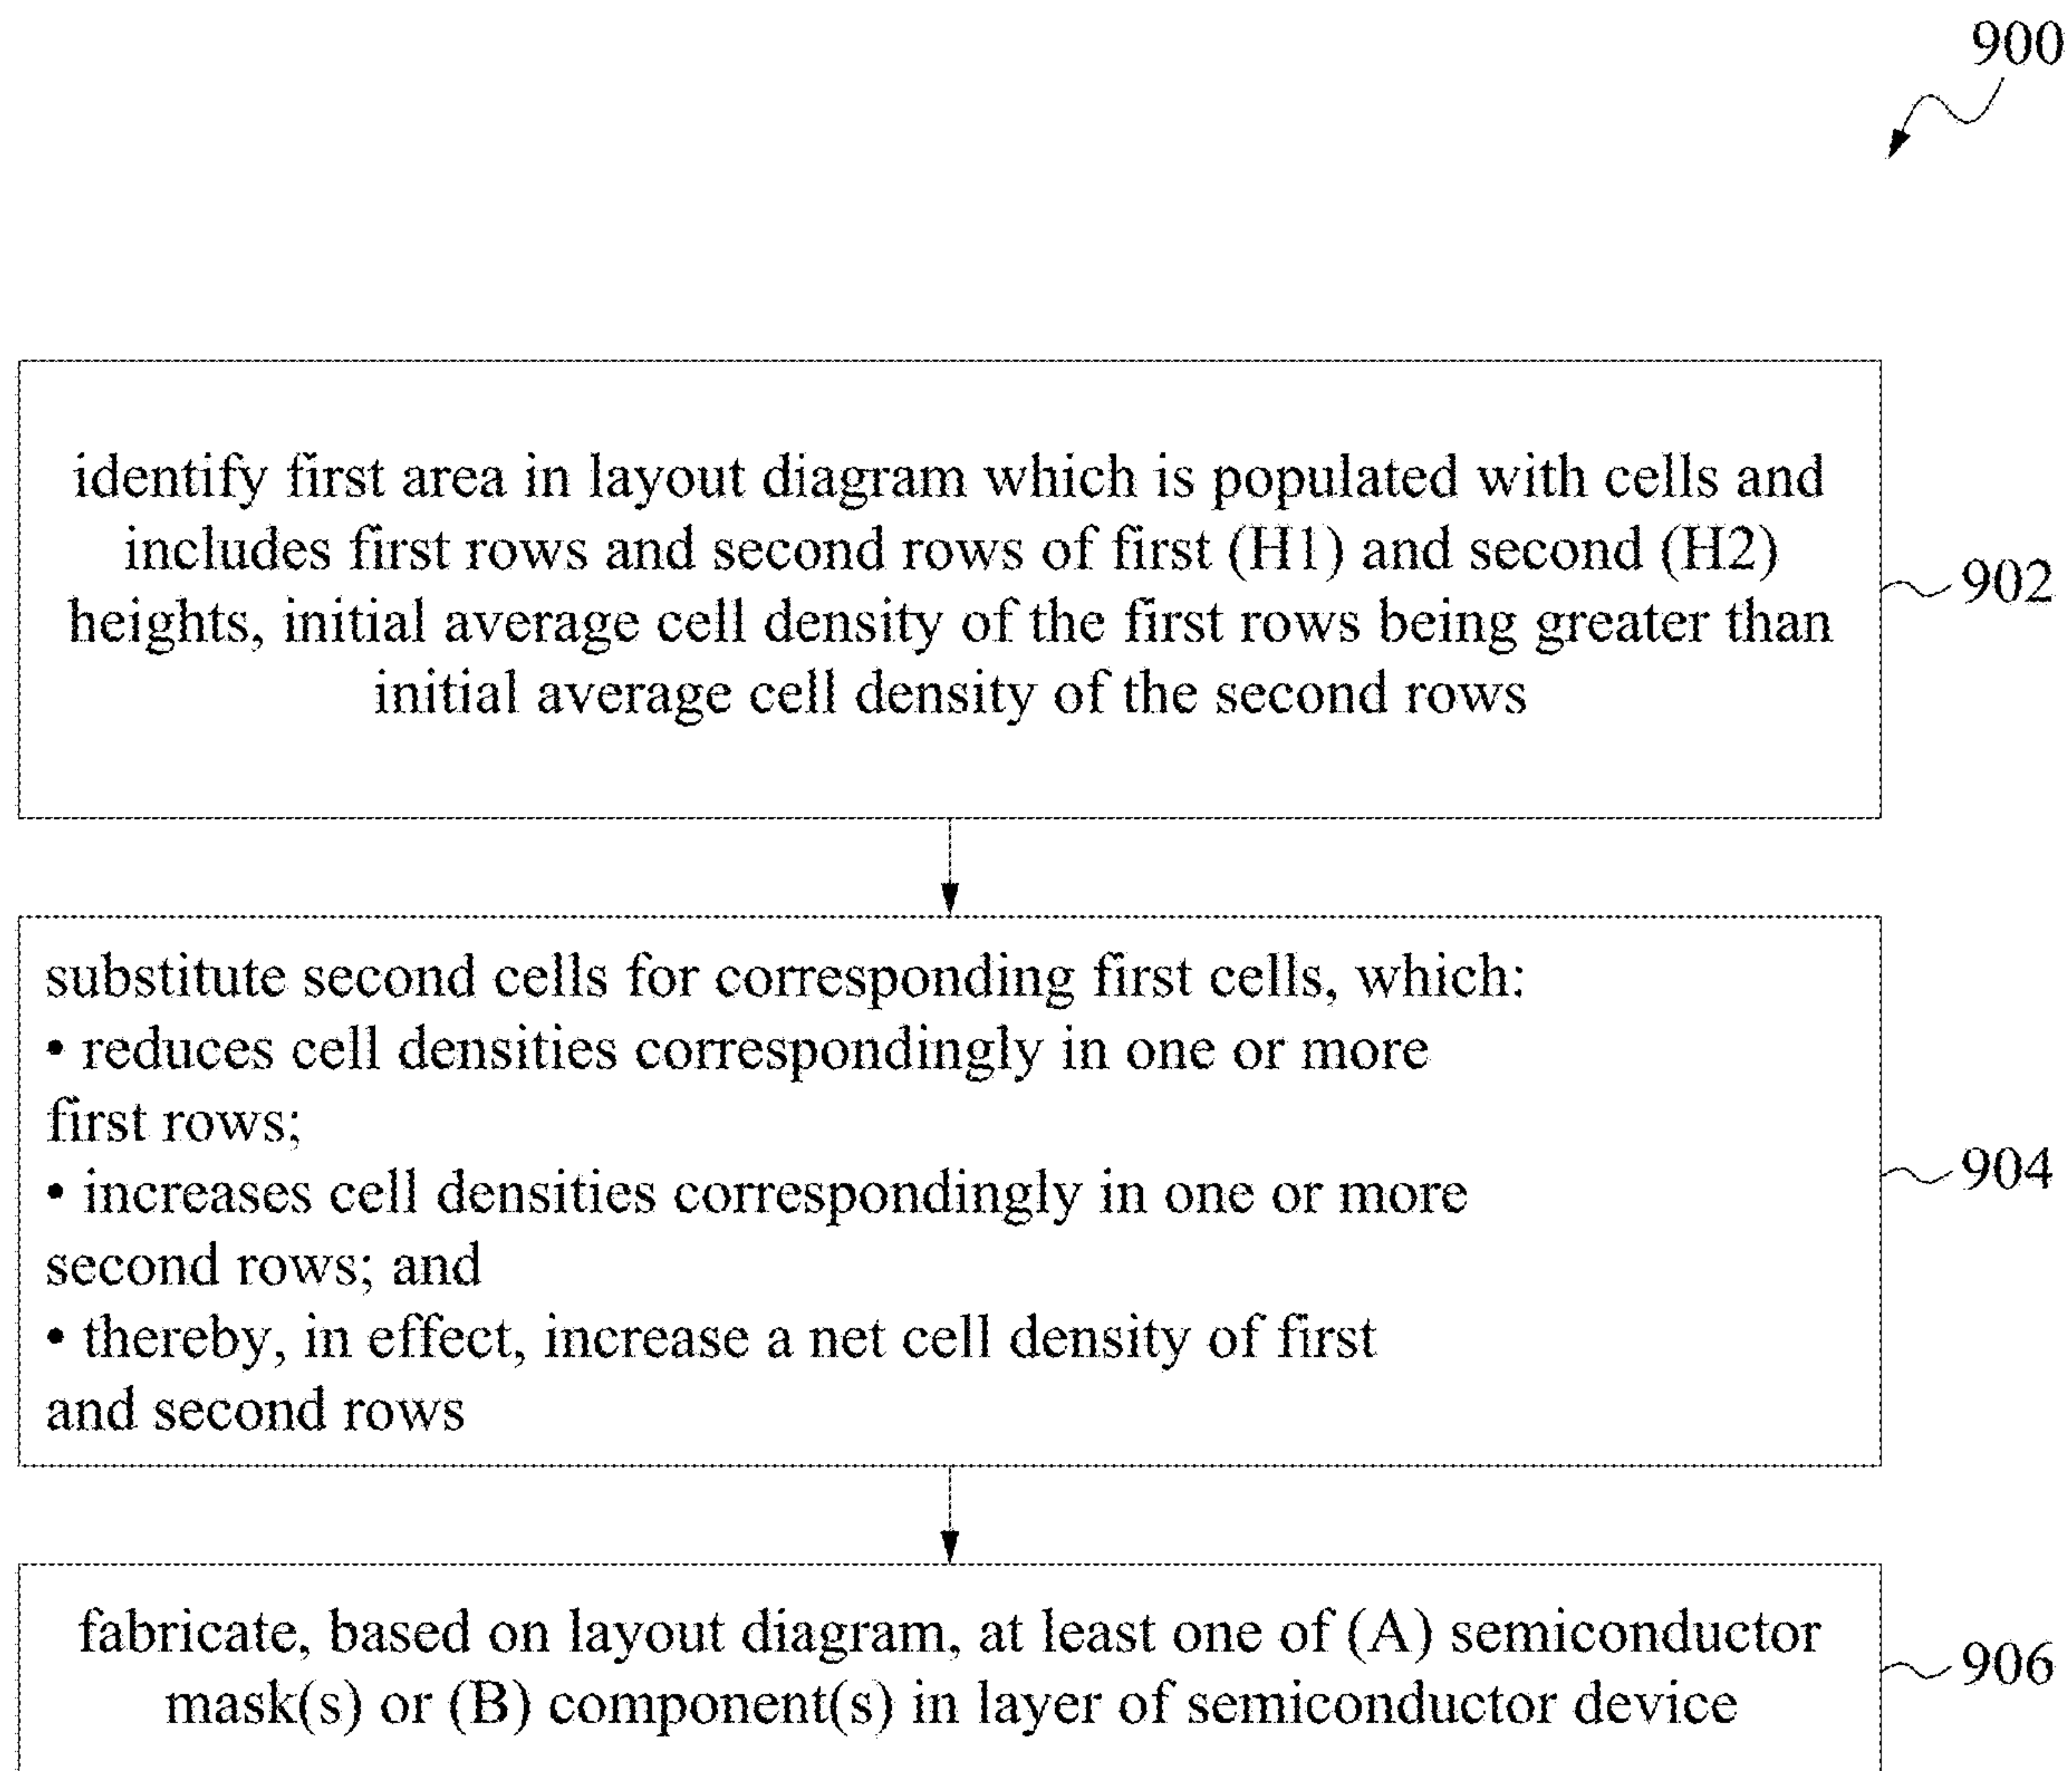 900
identify first area in layout diagram which is populated with cells and
includes first rows and second rows of first (H1) and second (H2)
heights, initial average cell density of the first rows being greater than
initial average cell density of the second rows
902
substitute second cells for corresponding first cells, which:
• reduces cell densities correspondingly in one or more
first rows;
• increases cell densities correspondingly in one or more
second rows; and
• thereby, in effect, increase a net cell density of first
and second rows
904
fabricate, based on layout diagram, at least one of (A) semiconductor
mask(s) or (B) component(s) in layer of semiconductor device
906